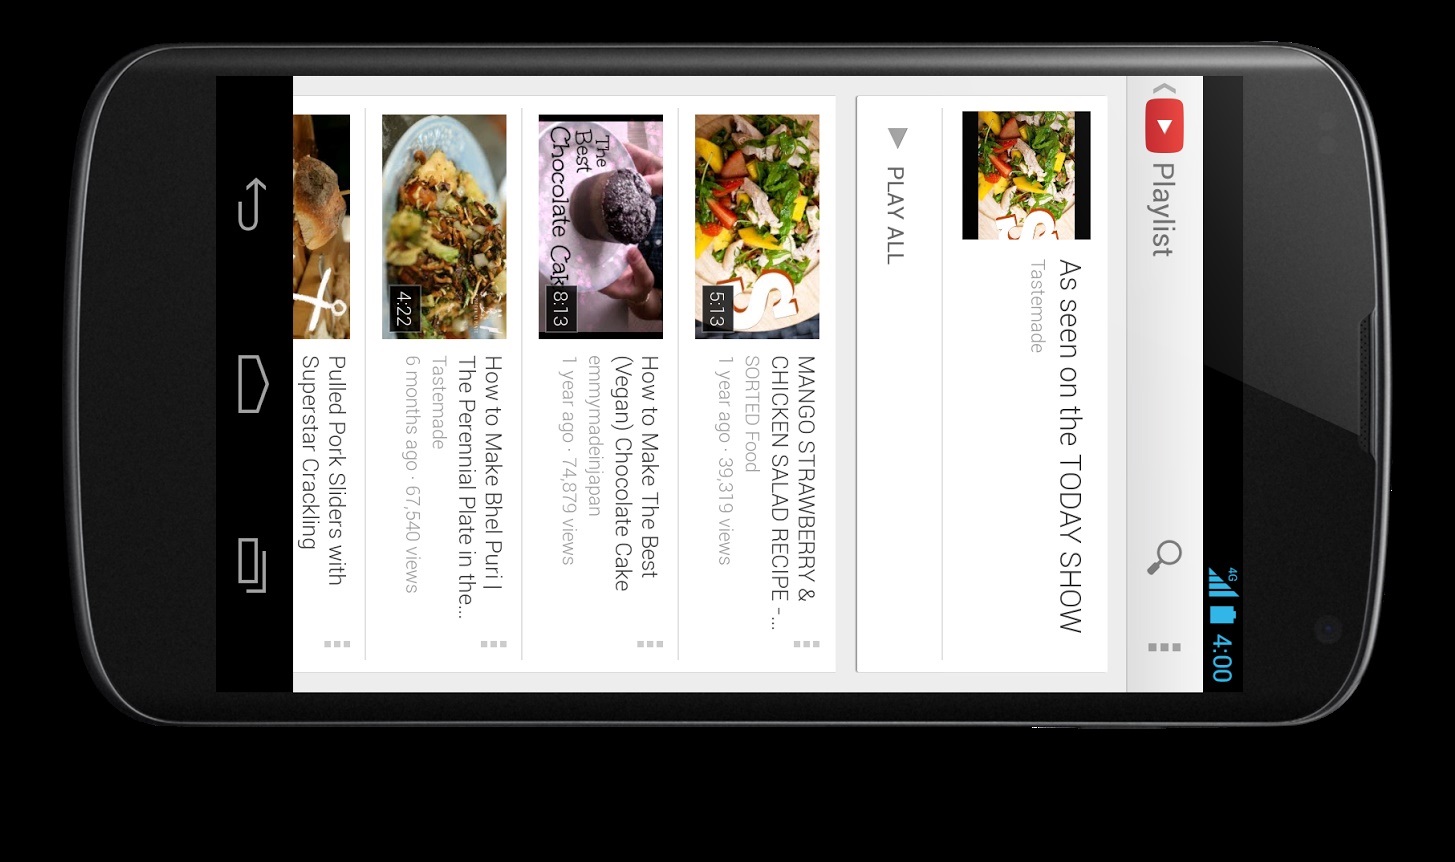 4G 4:00
Playlist
As seen on the TODAY SHOW
Tastemade
PLAY ALL
5:13
MANGO STRAWBERRY &
CHICKEN SALAD RECIPE -...
SORTED Food
1 year ago · 39,319 views
The
Best
Chocolate Cak
8:13
How to Make The Best
(Vegan) Chocolate Cake
emmymadeinjapan
1 year ago · 74,879 views
4:22
How to Make Bhel Puri |
The Perennial Plate in the...
Tastemade
6 months ago · 67,540 views
Pulled Pork Sliders with
Superstar Crackling